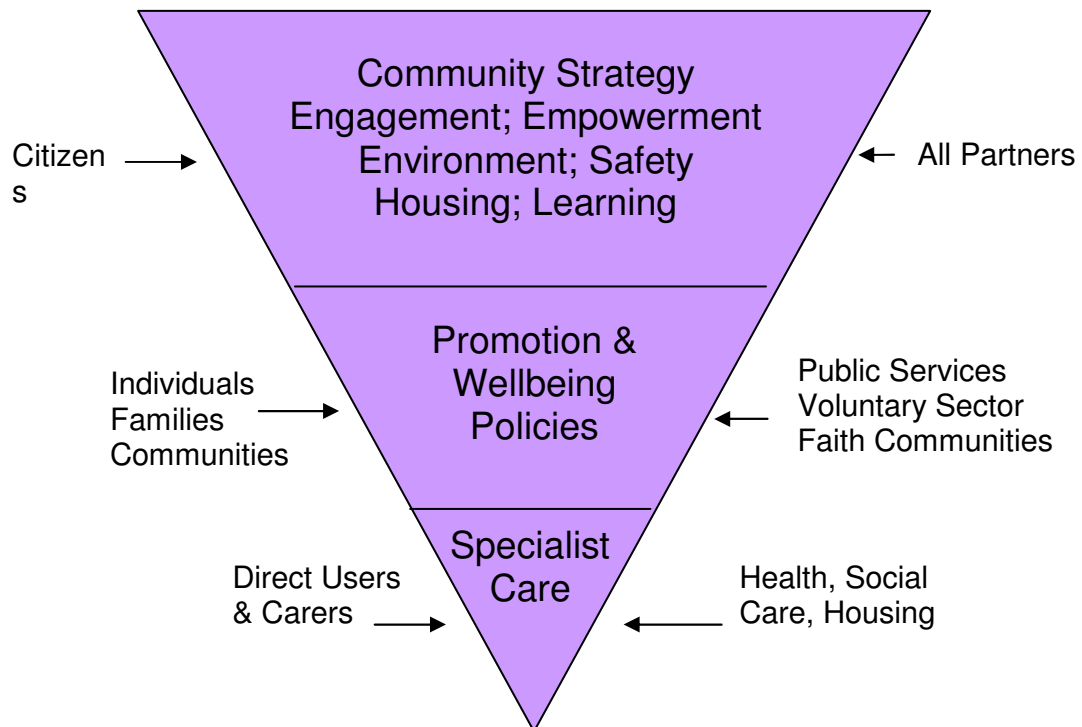 Community Strategy
Engagement; Empowerment
Environment; Safety
Housing; Learning
Citizen
s
All Partners
Promotion &
Wellbeing
Policies
Individuals
Families
Communities
Public Services
Voluntary Sector
Faith Communities
Specialist
Care
Direct Users
& Carers
Health, Social
Care, Housing